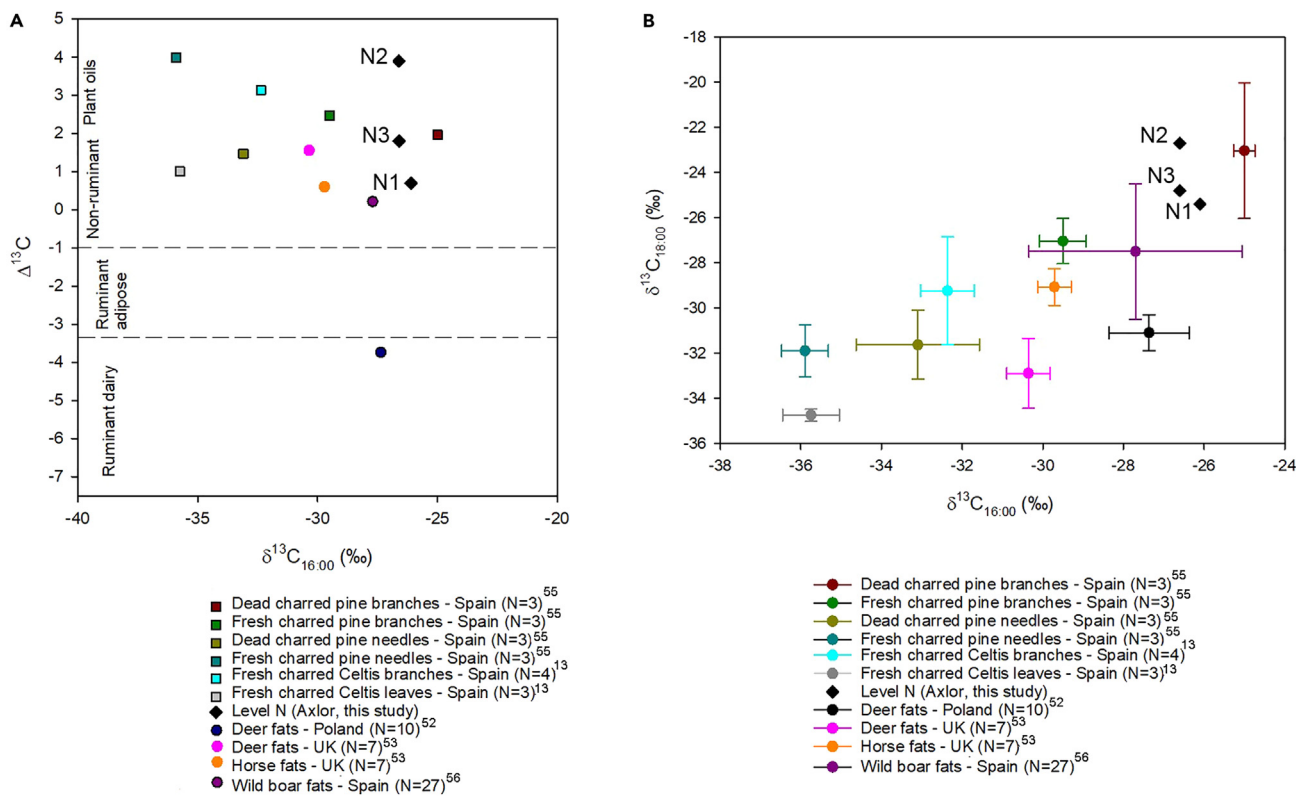 A
5
4
3
2
1
0
-1
-2
-3
-4
-5
-6
-7
Δ13C
Plant oils
Non-ruminant
Ruminant
adipose
Ruminant dairy
N2
N3
N1
-40 -35 -30 -25 -20
δ13C16:00 (‰)
Dead charred pine branches - Spain (N=3)55
Fresh charred pine branches - Spain (N=3)55
Dead charred pine needles - Spain (N=3)55
Fresh charred pine needles - Spain (N=3)55
Fresh charred Celtis branches - Spain (N=4)13
Fresh charred Celtis leaves - Spain (N=3)13
Level N (Axlor, this study)
Deer fats - Poland (N=10)52
Deer fats - UK (N=7)53
Horse fats - UK (N=7)53
Wild boar fats - Spain (N=27)56
B
-18
-20
-22
-24
-26
-28
-30
-32
-34
-36
δ13C18:00 (‰)
N2
N3
N1
-38 -36 -34 -32 -30 -28 -26 -24
δ13C16:00 (‰)
Dead charred pine branches - Spain (N=3)55
Fresh charred pine branches - Spain (N=3)55
Dead charred pine needles - Spain (N=3)55
Fresh charred pine needles - Spain (N=3)55
Fresh charred Celtis branches - Spain (N=4)13
Fresh charred Celtis leaves - Spain (N=3)13
Level N (Axlor, this study)
Deer fats - Poland (N=10)52
Deer fats - UK (N=7)53
Horse fats - UK (N=7)53
Wild boar fats - Spain (N=27)56